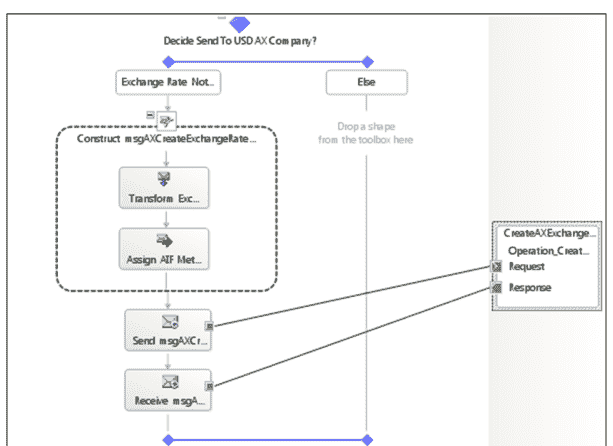 Decide Send To USD AX Company?
Exchange Rate Not...
Else
Construct msgAXCreateExchangeRate...
Drop a shape
from the toolbox here
Transform Exc...
Assign AIF Met...
CreateAXExchange...
Operation_Creat...
Request
Response
Send msgAXCr...
Receive msgA...